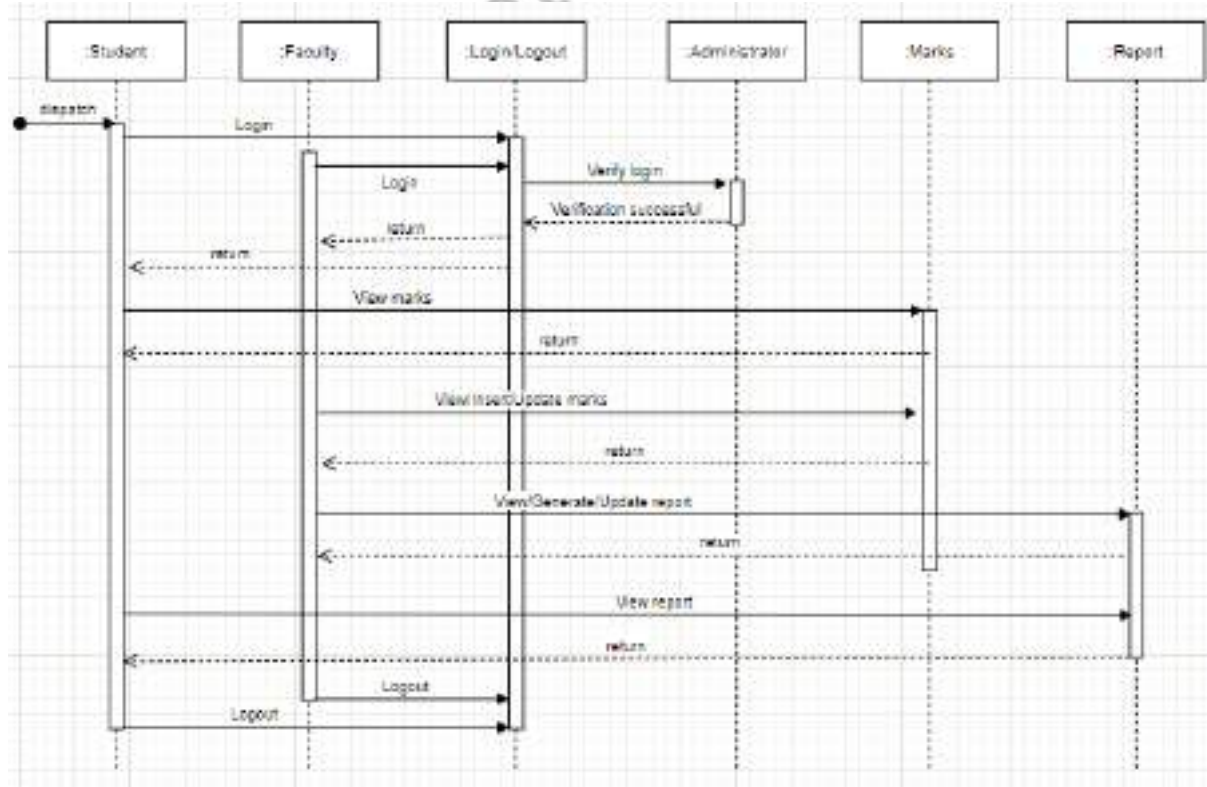 :Student
:Faculty
:Login/Logout
:Administrator
:Marks
:Report
dispatch
Login
Login
Verify login
Verification successful
return
return
View marks
return
View/Insert/Update marks
return
View/Generate/Update report
return
View report
return
Logout
Logout